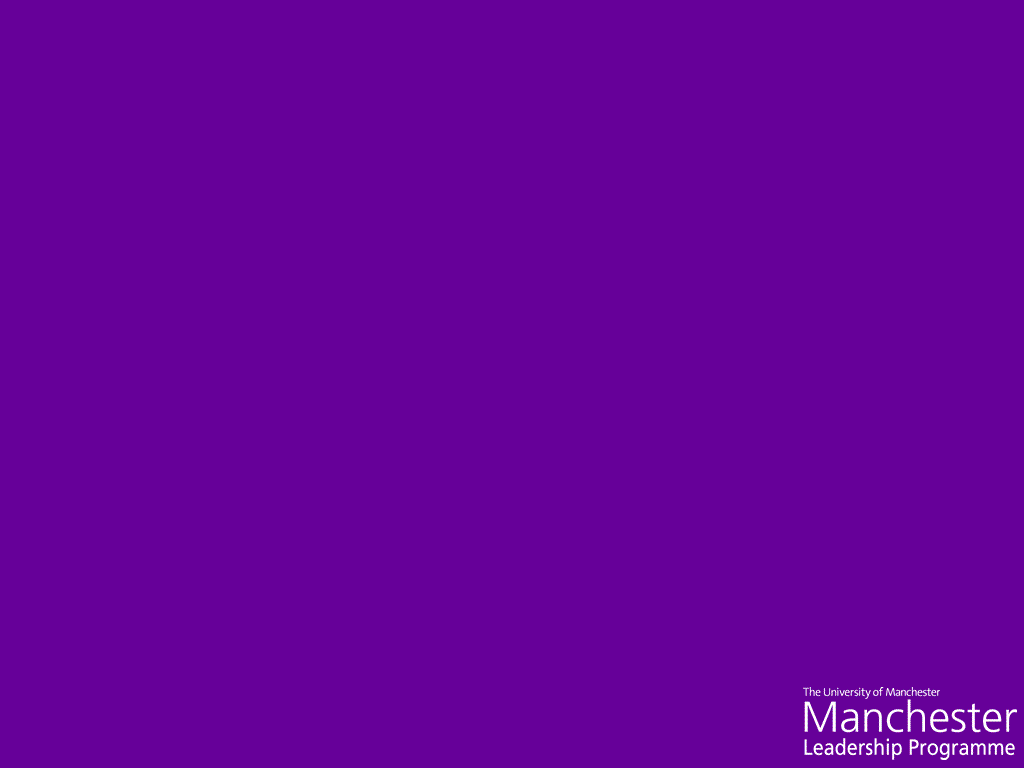 The University of Manchester
Manchester
Leadership Programme